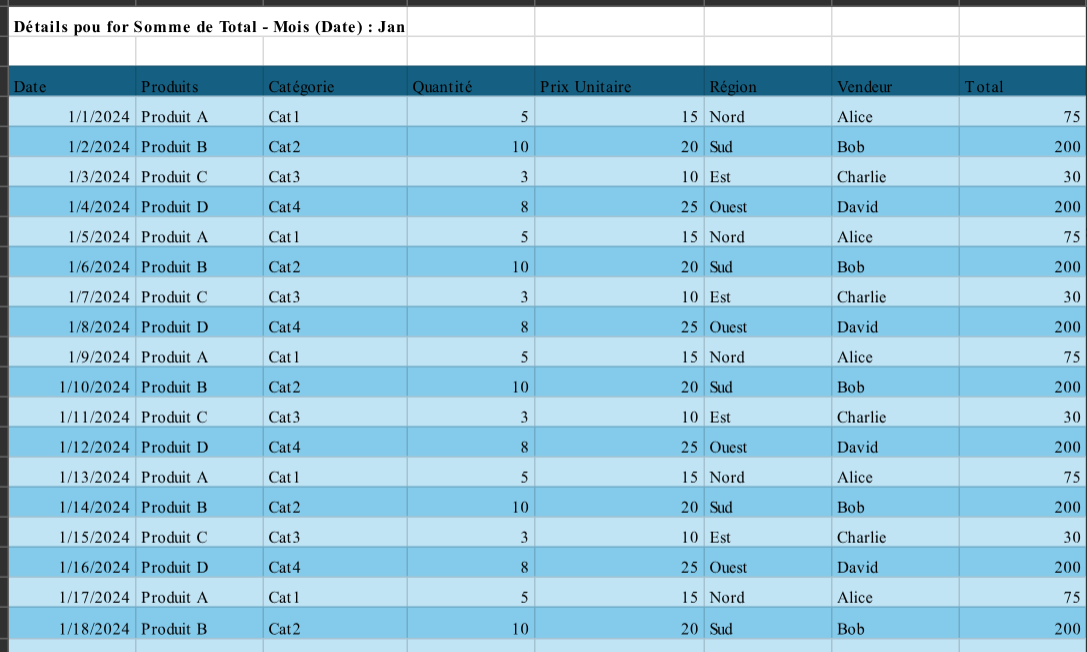 Détails pou for Somme de Total - Mois (Date) : Jan
Date Produits Catégorie Quantité Prix Unitaire Région Vendeur Total
1/1/2024 Produit A Cat1 5 15 Nord Alice 75
1/2/2024 Produit B Cat2 10 20 Sud Bob 200
1/3/2024 Produit C Cat3 3 10 Est Charlie 30
1/4/2024 Produit D Cat4 8 25 Ouest David 200
1/5/2024 Produit A Cat1 5 15 Nord Alice 75
1/6/2024 Produit B Cat2 10 20 Sud Bob 200
1/7/2024 Produit C Cat3 3 10 Est Charlie 30
1/8/2024 Produit D Cat4 8 25 Ouest David 200
1/9/2024 Produit A Cat1 5 15 Nord Alice 75
1/10/2024 Produit B Cat2 10 20 Sud Bob 200
1/11/2024 Produit C Cat3 3 10 Est Charlie 30
1/12/2024 Produit D Cat4 8 25 Ouest David 200
1/13/2024 Produit A Cat1 5 15 Nord Alice 75
1/14/2024 Produit B Cat2 10 20 Sud Bob 200
1/15/2024 Produit C Cat3 3 10 Est Charlie 30
1/16/2024 Produit D Cat4 8 25 Ouest David 200
1/17/2024 Produit A Cat1 5 15 Nord Alice 75
1/18/2024 Produit B Cat2 10 20 Sud Bob 200